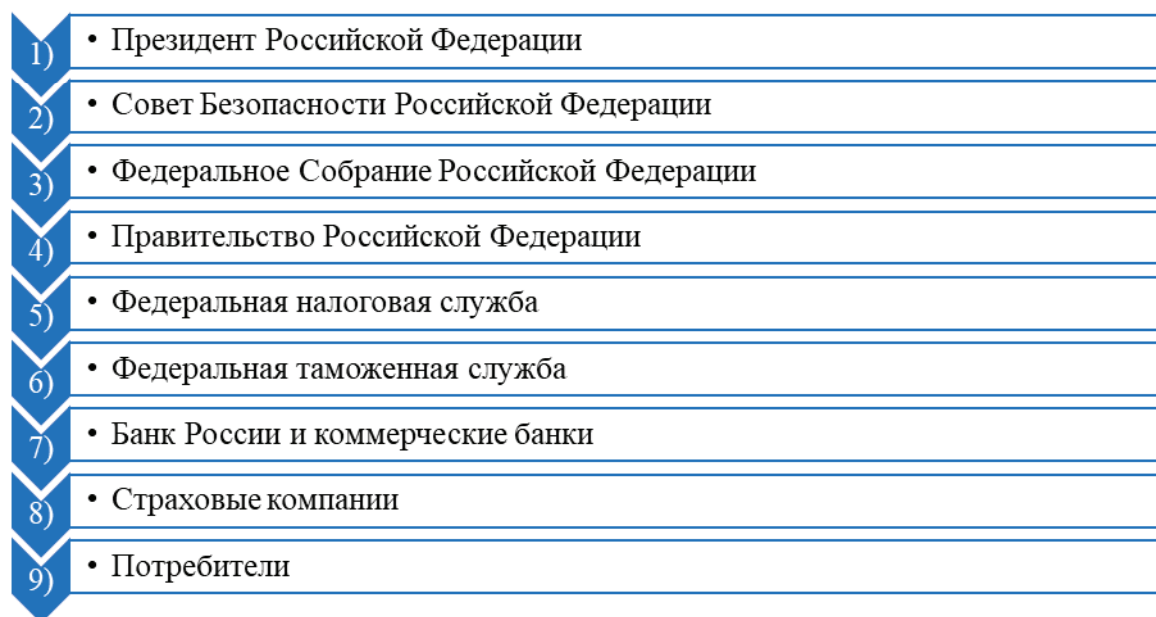 1) • Президент Российской Федерации
2) • Совет Безопасности Российской Федерации
3) • Федеральное Собрание Российской Федерации
4) • Правительство Российской Федерации
5) • Федеральная налоговая служба
6) • Федеральная таможенная служба
7) • Банк России и коммерческие банки
8) • Страховые компании
9) • Потребители